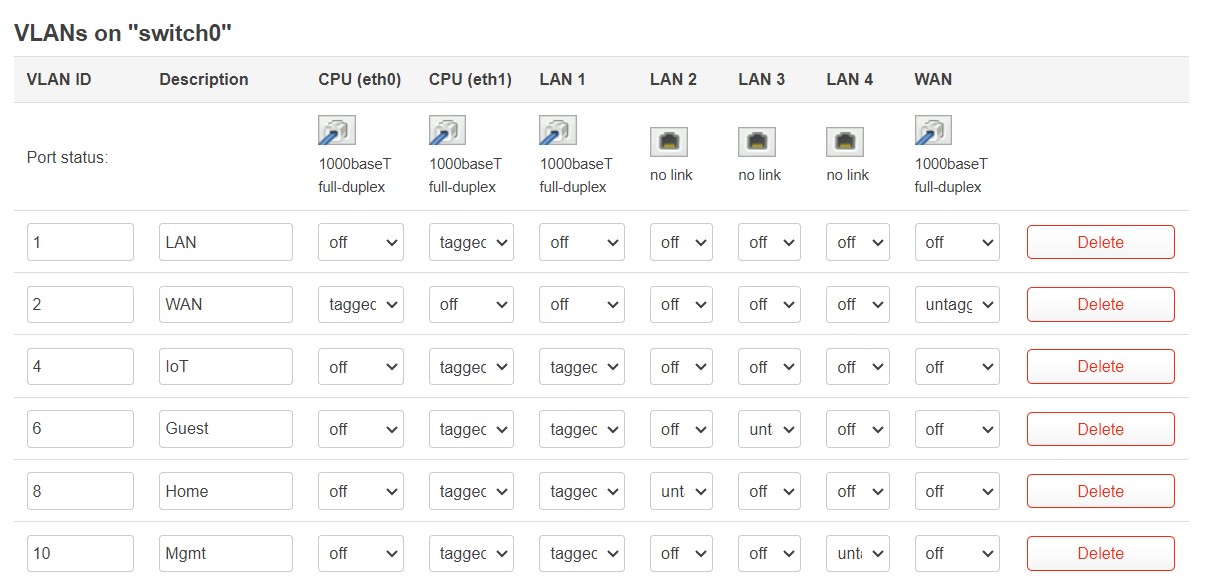 VLANs on "switch0"
VLAN ID Description CPU (eth0) CPU (eth1) LAN 1 LAN 2 LAN 3 LAN 4 WAN
Port status: 1000baseT full-duplex 1000baseT full-duplex 1000baseT full-duplex no link no link no link 1000baseT full-duplex
1 LAN off taggec off off off off off Delete
2 WAN taggec off off off off off untagg Delete
4 IoT off taggec taggec off off off off Delete
6 Guest off taggec taggec off unt off off Delete
8 Home off taggec taggec unt off off off Delete
10 Mgmt off taggec taggec off off unta off Delete